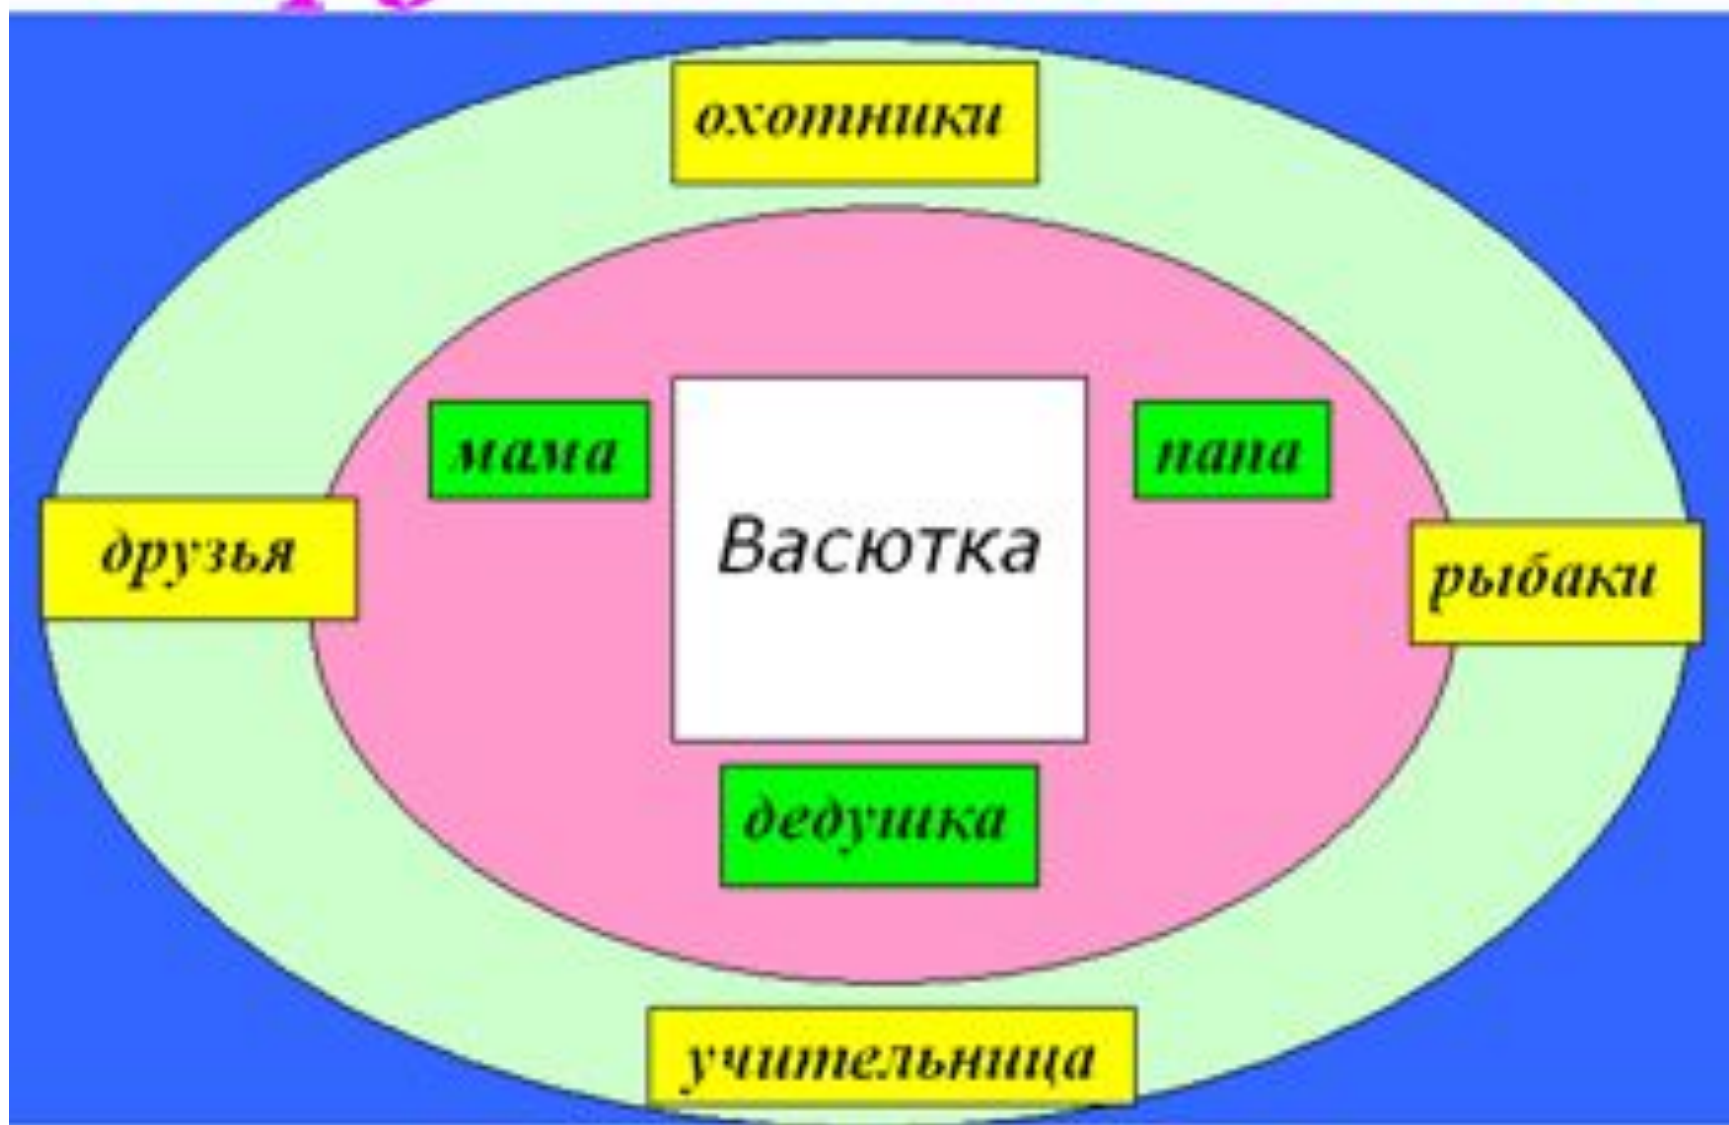 охотники
мама
папа
Васютка
друзья
рыбаки
дедушка
учительница